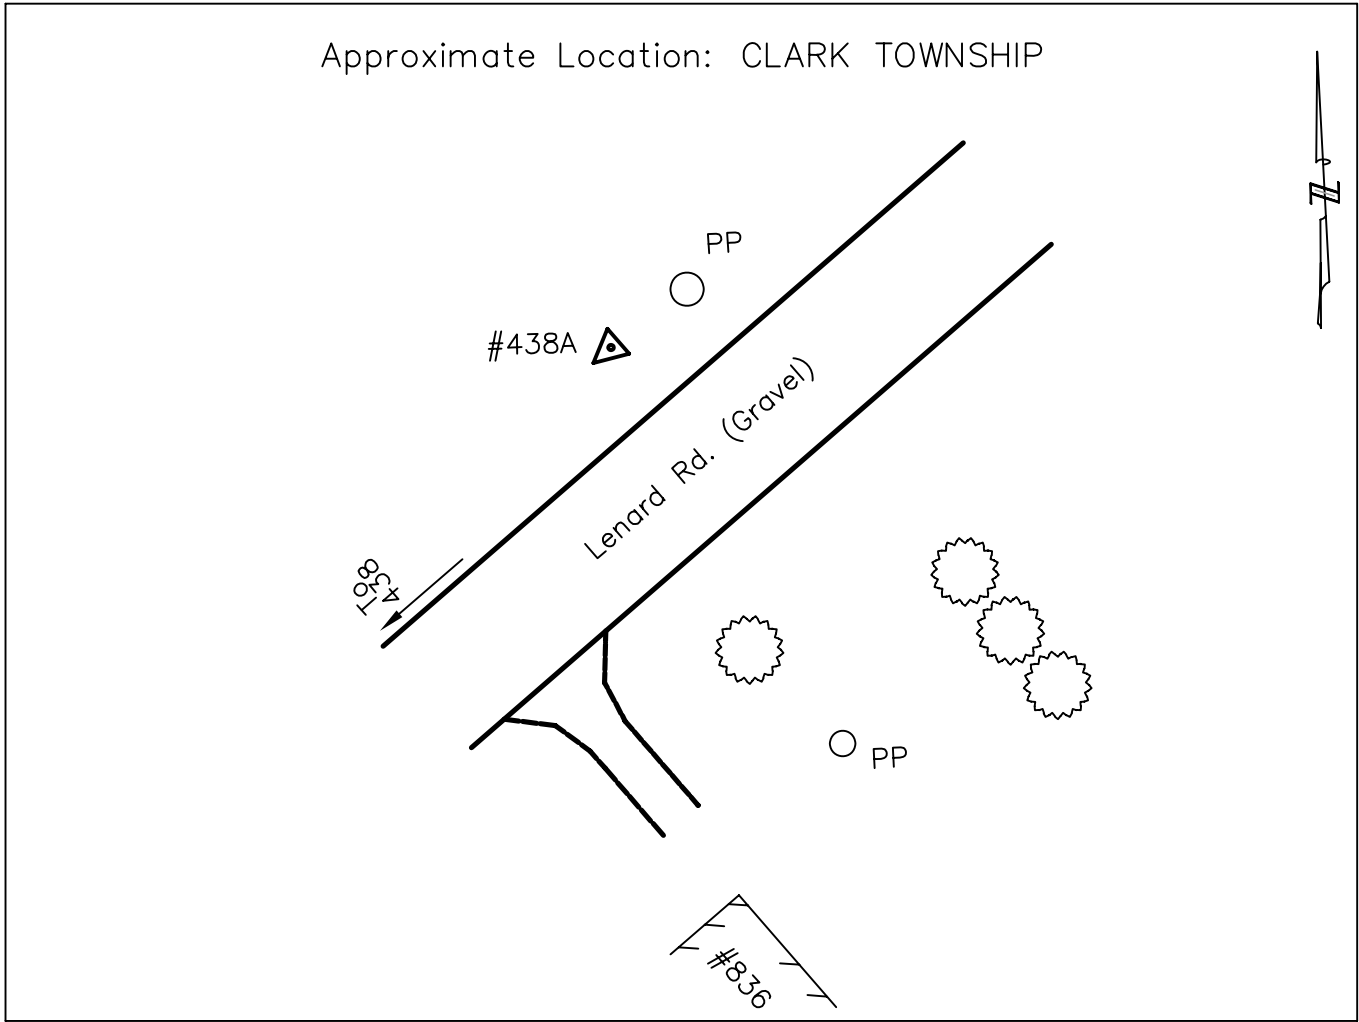 Approximate Location: CLARK TOWNSHIP
N
PP
#438A
Lenard Rd. (Gravel)
To
438
PP
#836